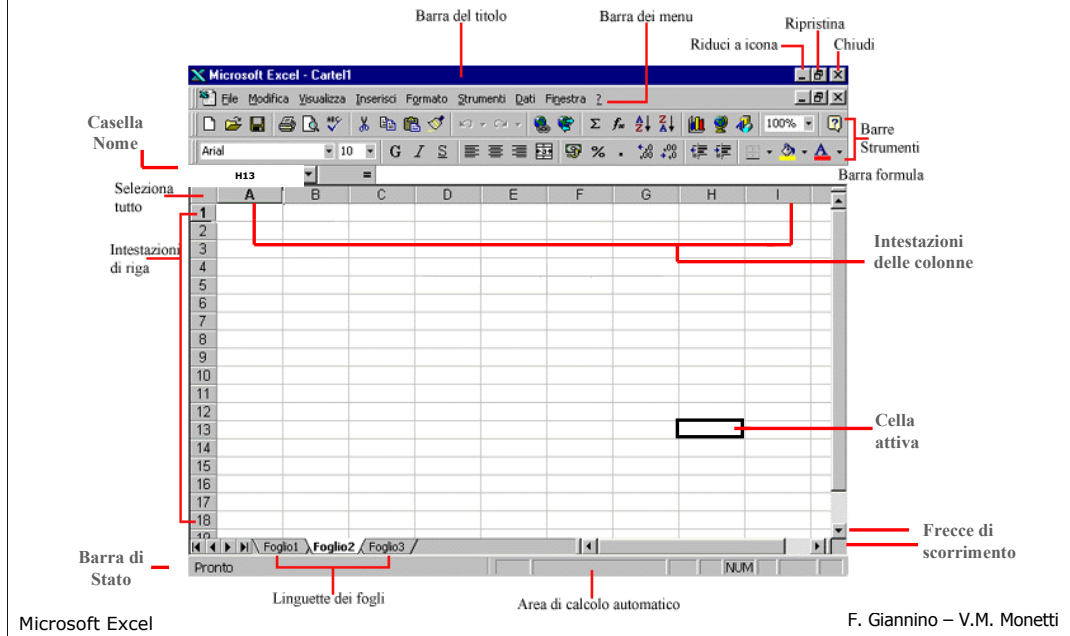 Barra del titolo
Barra dei menu
Ripristina
Riduci a icona
Chiudi
Microsoft Excel - Cartel1
File Modifica Visualizza Inserisci Formato Strumenti Dati Finestra ?
Casella
Nome
100%
Barre
Strumenti
Arial
10
G I S
%
Barra formula
H13
=
Seleziona
tutto
A B C D E F G H I
1
2
3
4
5
6
7
8
9
10
11
12
13
14
15
16
17
18
19
Intestazioni
di riga
Intestazioni
delle colonne
Cella
attiva
Frecce di
scorrimento
Foglio1 Foglio2 Foglio3
Barra di
Stato
Pronto
NUM
Linguette dei fogli
Area di calcolo automatico
Microsoft Excel
F. Giannino – V.M. Monetti